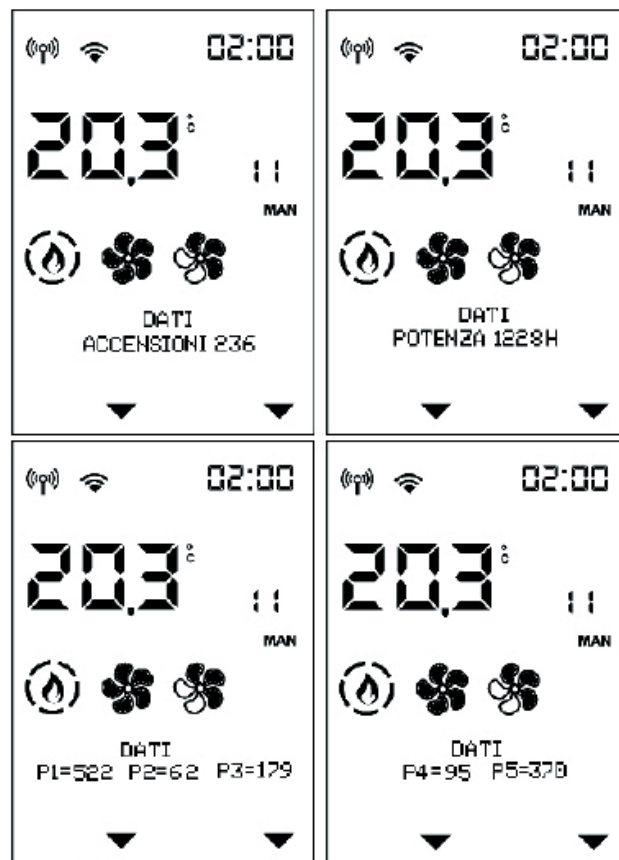 02:00
20,3 °C
11
MAN
DATI
ACCENSIONI 236
02:00
20,3 °C
11
MAN
DATI
POTENZA 1228H
02:00
20,3 °C
11
MAN
DATI
P1=522 P2=62 P3=179
02:00
20,3 °C
11
MAN
DATI
P4=95 P5=370